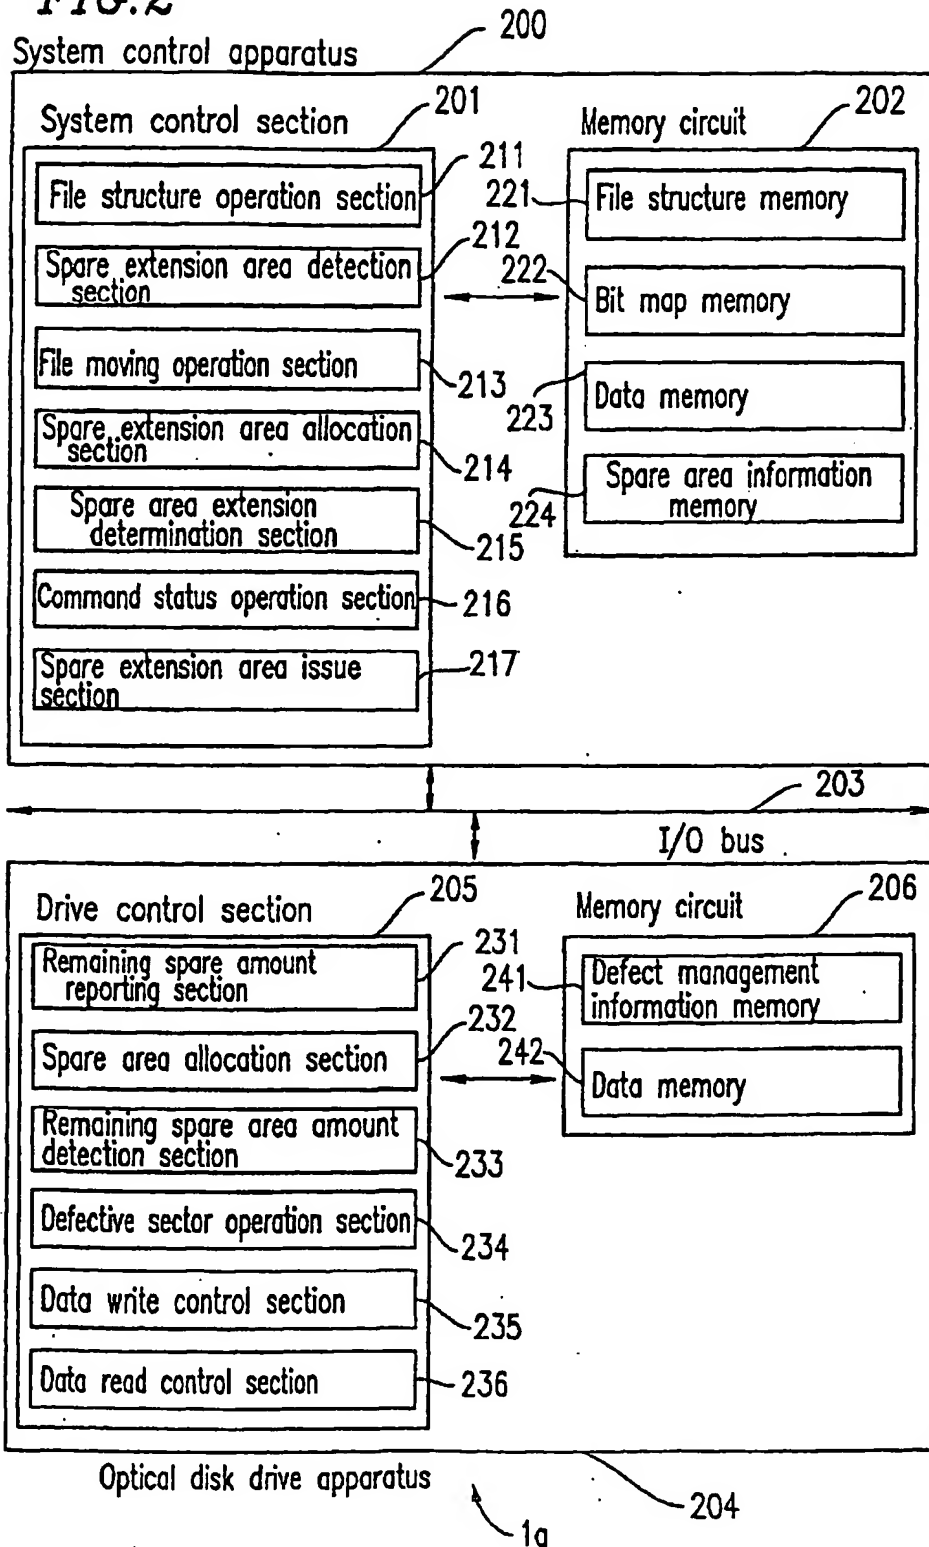 FIG.2
200
System control apparatus
201
System control section
211
File structure operation section
212
Spare extension area detection
section
File moving operation section
213
Spare extension area allocation
section
214
Spare area extension
determination section
215
Command status operation section
216
217
Spare extension area issue
section
202
Memory circuit
221
File structure memory
222
Bit map memory
223
Data memory
224
Spare area information
memory
203
I/O bus
205
Drive control section
231
Remaining spare amount
reporting section
232
Spare area allocation section
Remaining spare area amount
detection section
233
Defective sector operation section
234
Data write control section
235
Data read control section
236
206
Memory circuit
241
Defect management
information memory
242
Data memory
Optical disk drive apparatus
204
1a